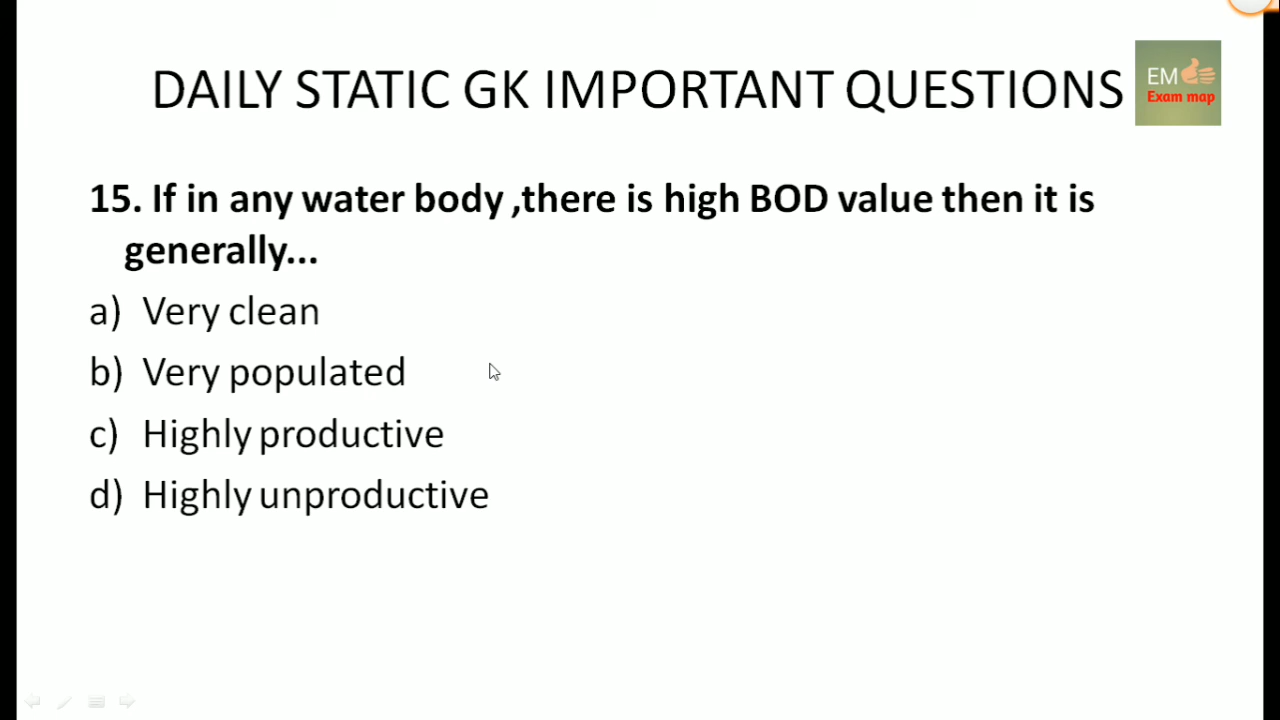 DAILY STATIC GK IMPORTANT QUESTIONS
EM
Exam map
15. If in any water body ,there is high BOD value then it is
generally...
a) Very clean
b) Very populated
c) Highly productive
d) Highly unproductive